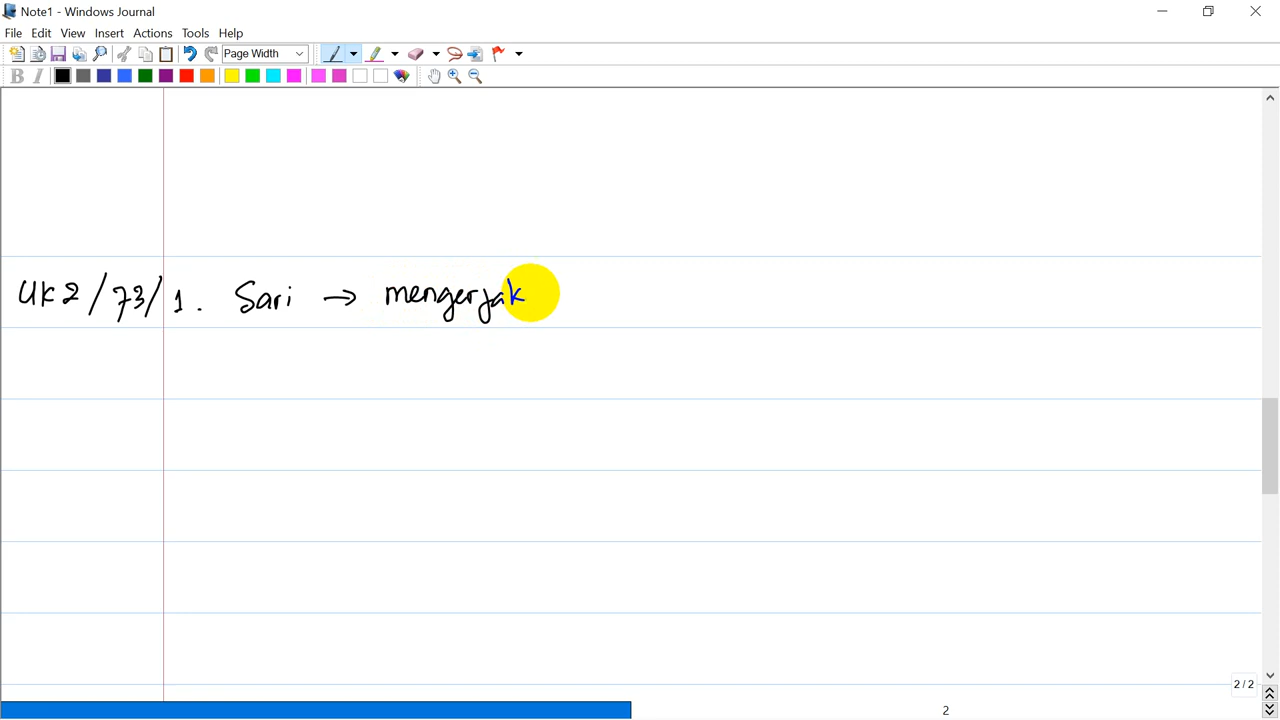 Note1 - Windows Journal
File Edit View Insert Actions Tools Help
Page Width
B I
UK2/73/1. Sari → mengerjak
2 / 2
2